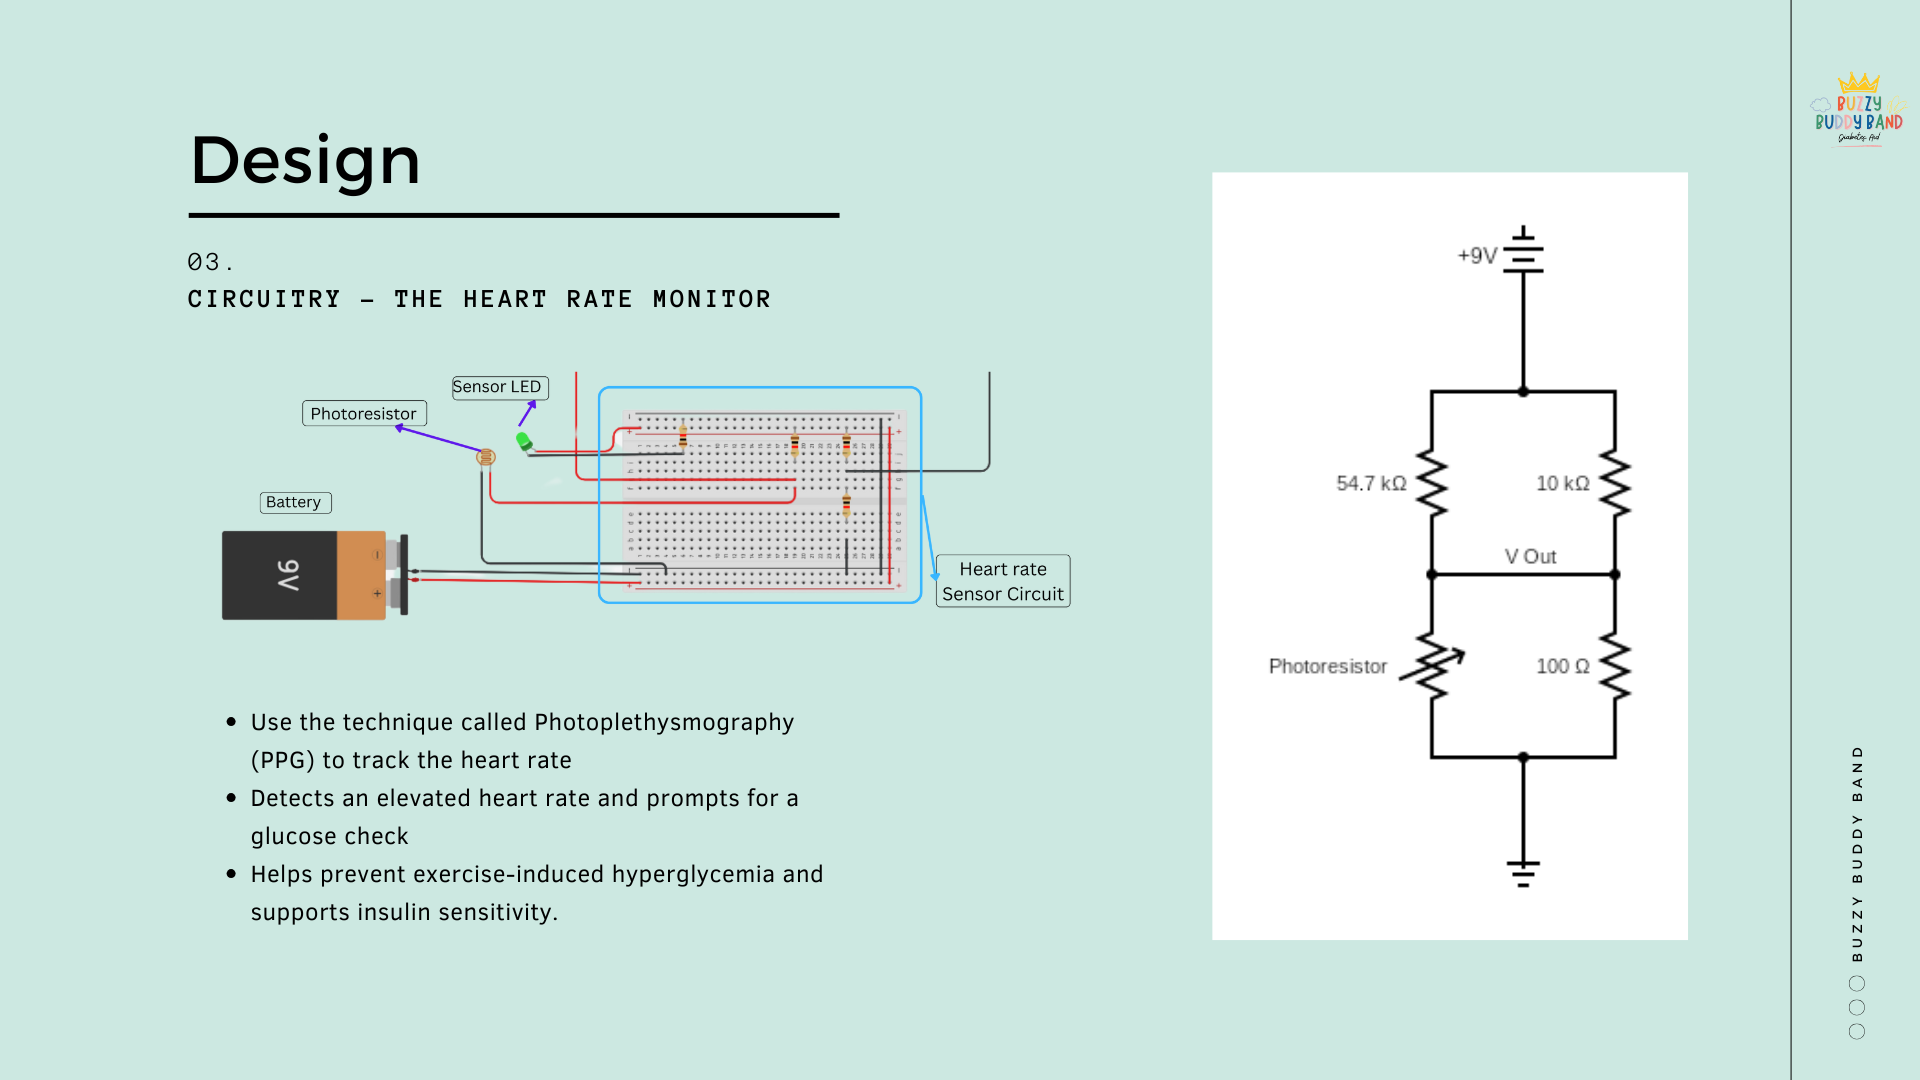 Design
03.
CIRCUITRY – THE HEART RATE MONITOR
Sensor LED
Photoresistor
Battery
9V
Heart rate
Sensor Circuit
• Use the technique called Photoplethysmography
(PPG) to track the heart rate
• Detects an elevated heart rate and prompts for a
glucose check
• Helps prevent exercise-induced hyperglycemia and
supports insulin sensitivity.
+9V
54.7 kΩ
10 kΩ
V Out
Photoresistor
100 Ω
BUZZY
BUDDY BAND
Diabetes Aid
BUZZY BUDDY BAND